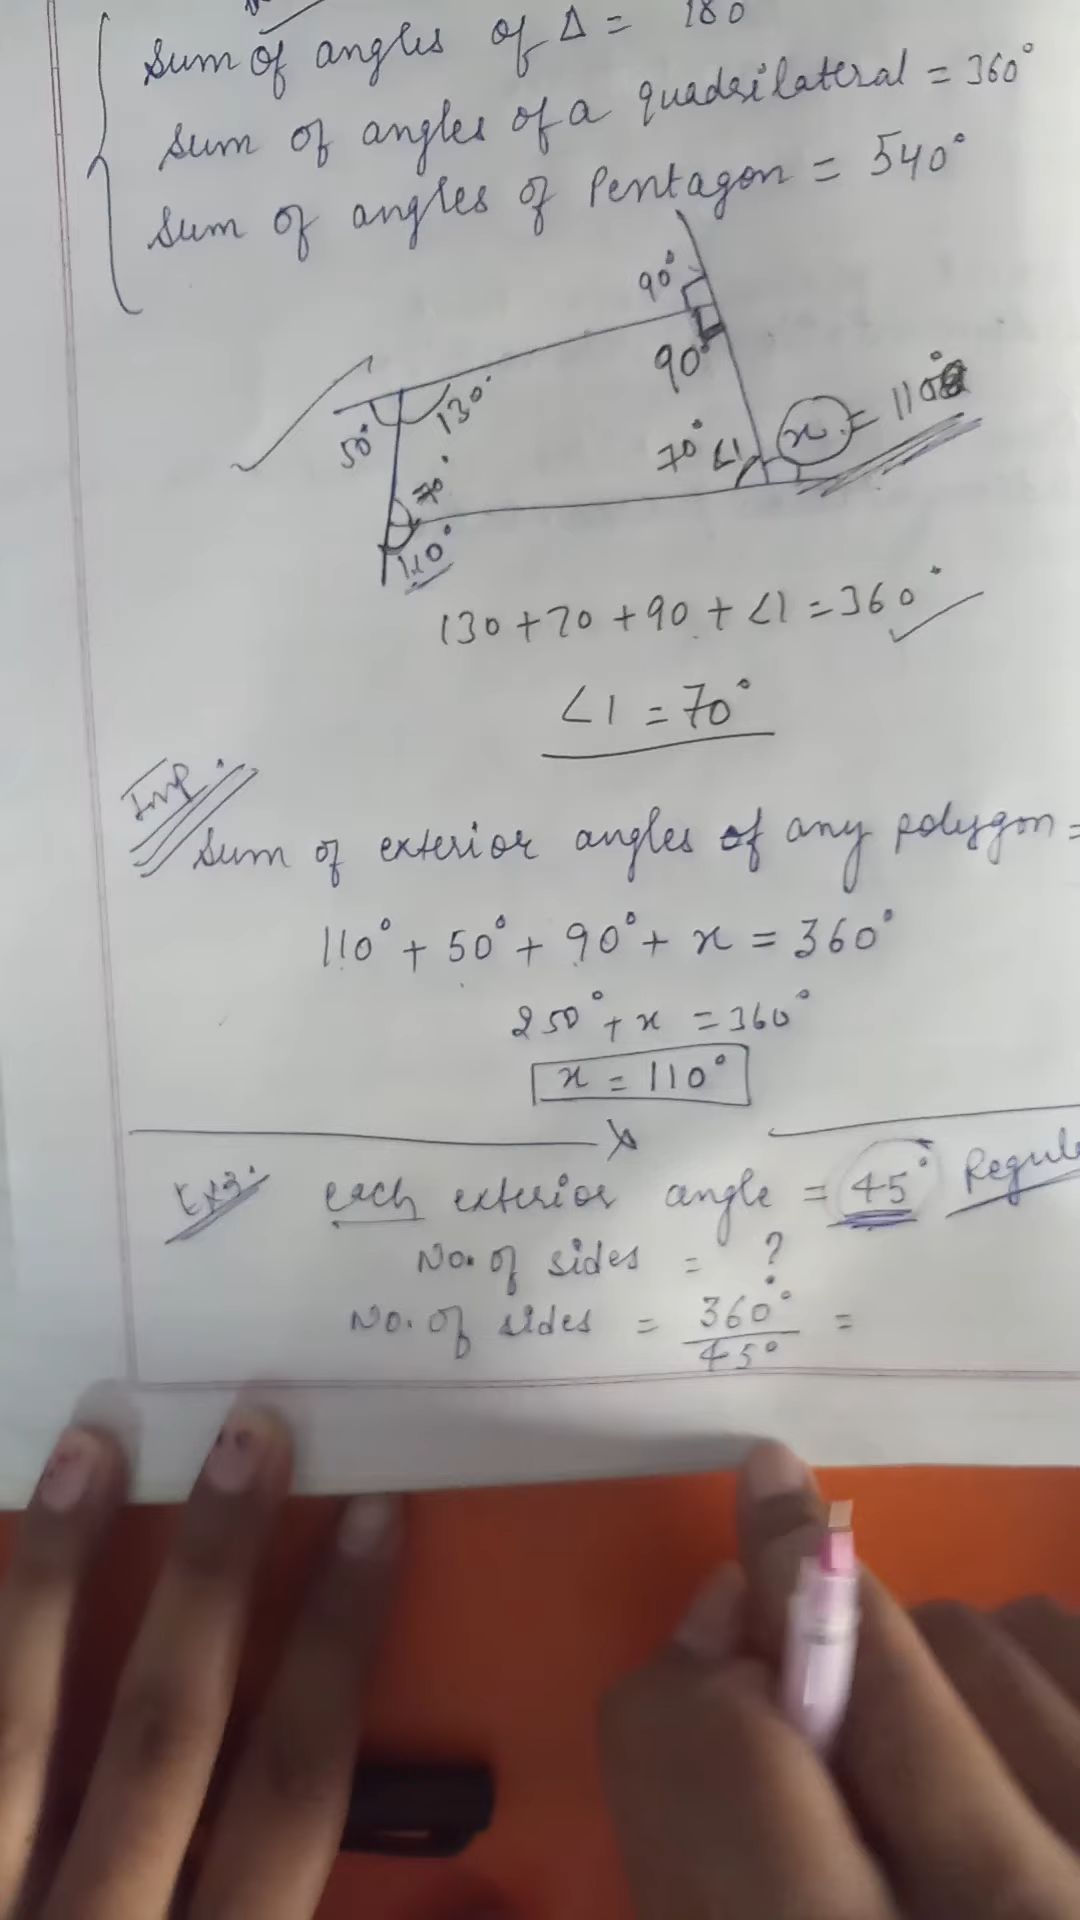 Sum of angles of Δ = 180
Sum of angles of a quadrilateral = 360°
Sum of angles of Pentagon = 540°
90°
90°
130°
50°
70° ∠1 x = 110°
70°
110°
130 + 70 + 90 + ∠1 = 360°
∠1 = 70°
Imp.
Sum of exterior angles of any polygon =
110° + 50° + 90° + x = 360°
250° + x = 360°
x = 110°
Ex3. each exterior angle = 45° Regul
No. of sides = ?
No. of sides = 360°/45° =